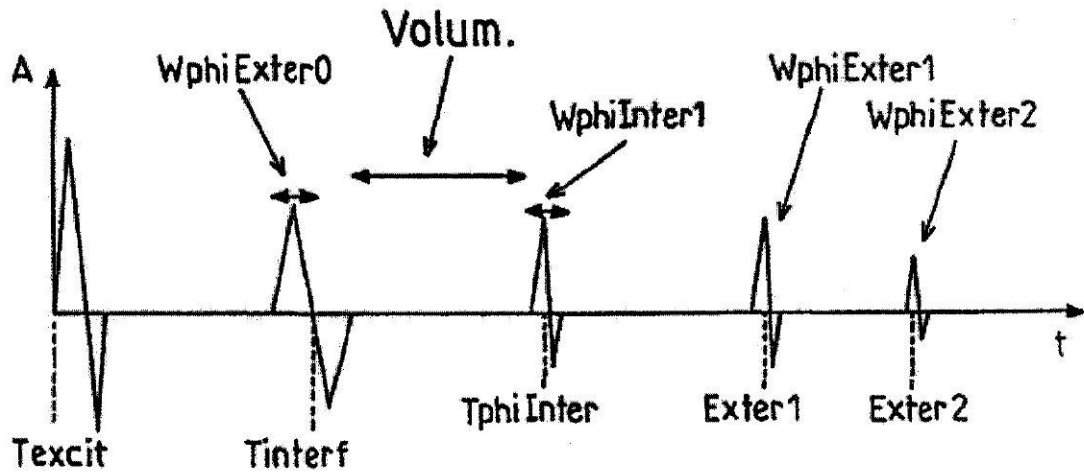 Volum.
A
WphiExter0
WphiExter1
WphiInter1
WphiExter2
t
Texcit
Tinterf
TphiInter
Exter1
Exter2